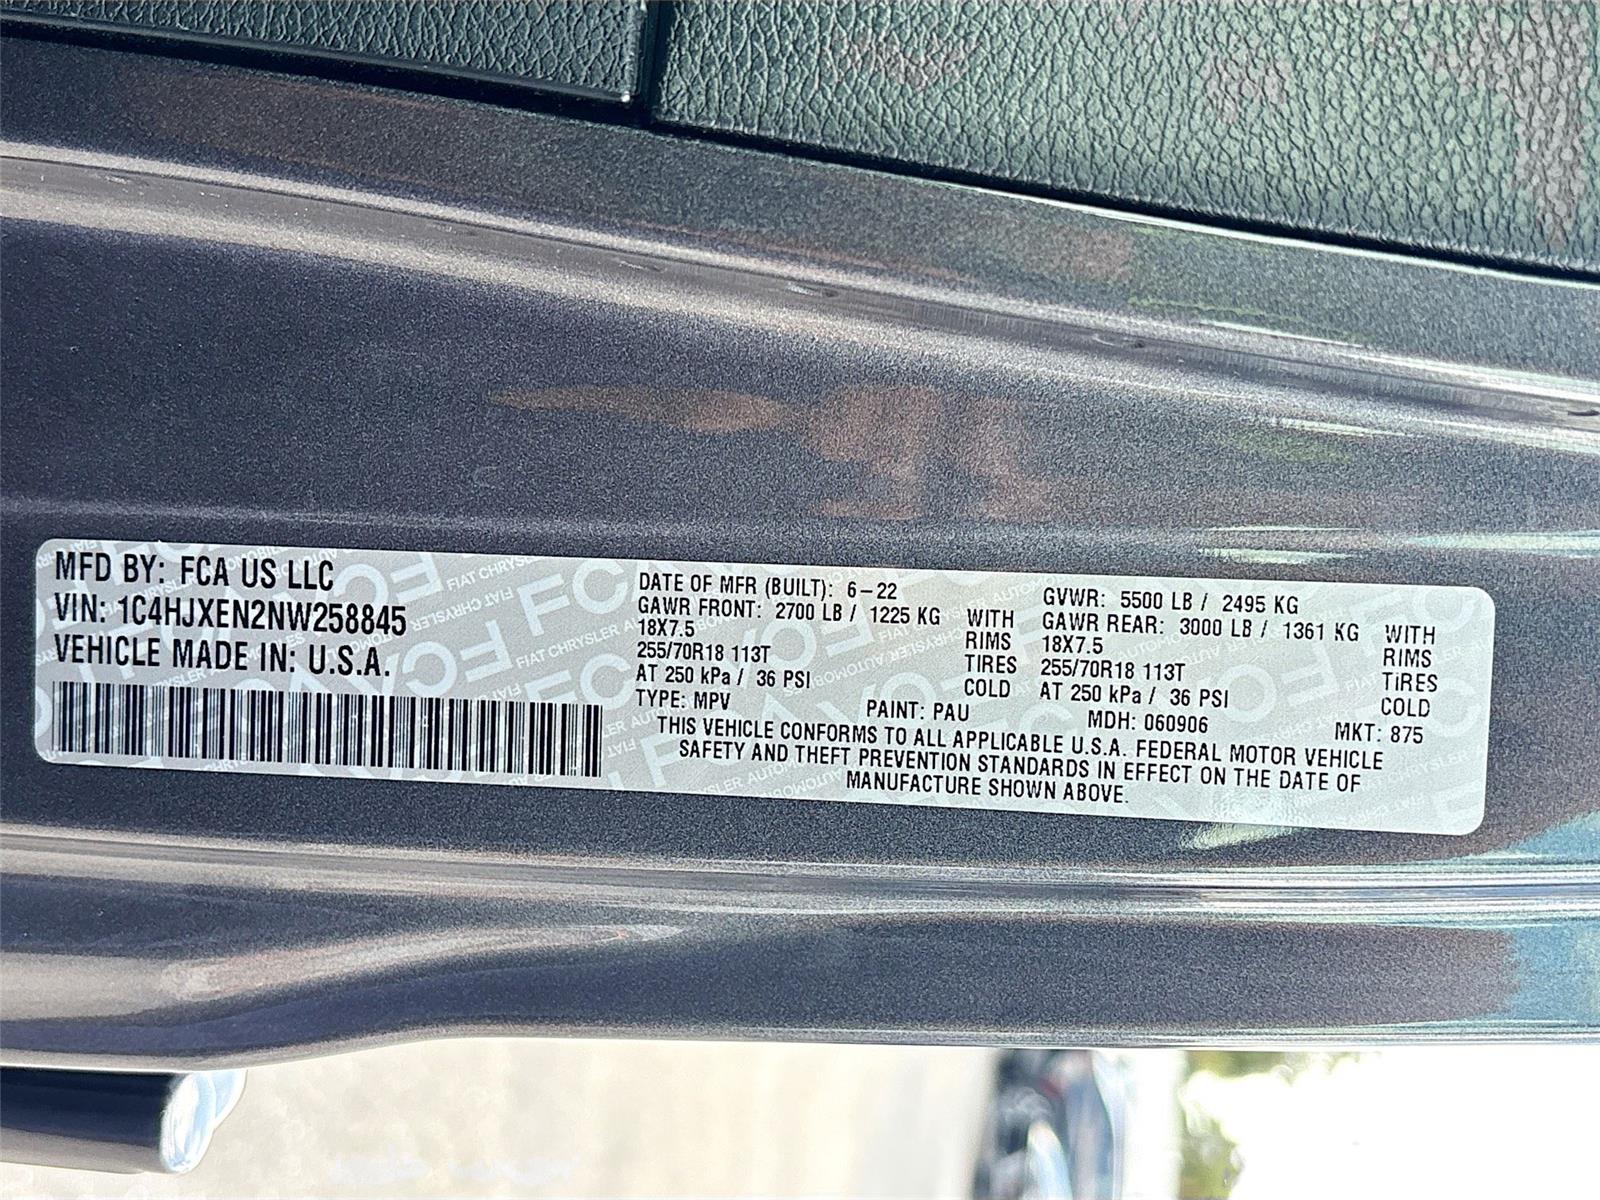 MFD BY: FCA US LLC
VIN: 1C4HJXEN2NW258845
VEHICLE MADE IN: U.S.A.
DATE OF MFR (BUILT): 6-22
GAWR FRONT: 2700 LB / 1225 KG WITH
18X7.5 RIMS
255/70R18 113T TIRES
AT 250 kPa / 36 PSI COLD
GVWR: 5500 LB / 2495 KG
GAWR REAR: 3000 LB / 1361 KG WITH
18X7.5 RIMS
255/70R18 113T TIRES
AT 250 kPa / 36 PSI COLD
TYPE: MPV PAINT: PAU MDH: 060906 MKT: 875
THIS VEHICLE CONFORMS TO ALL APPLICABLE U.S.A. FEDERAL MOTOR VEHICLE
SAFETY AND THEFT PREVENTION STANDARDS IN EFFECT ON THE DATE OF
MANUFACTURE SHOWN ABOVE.